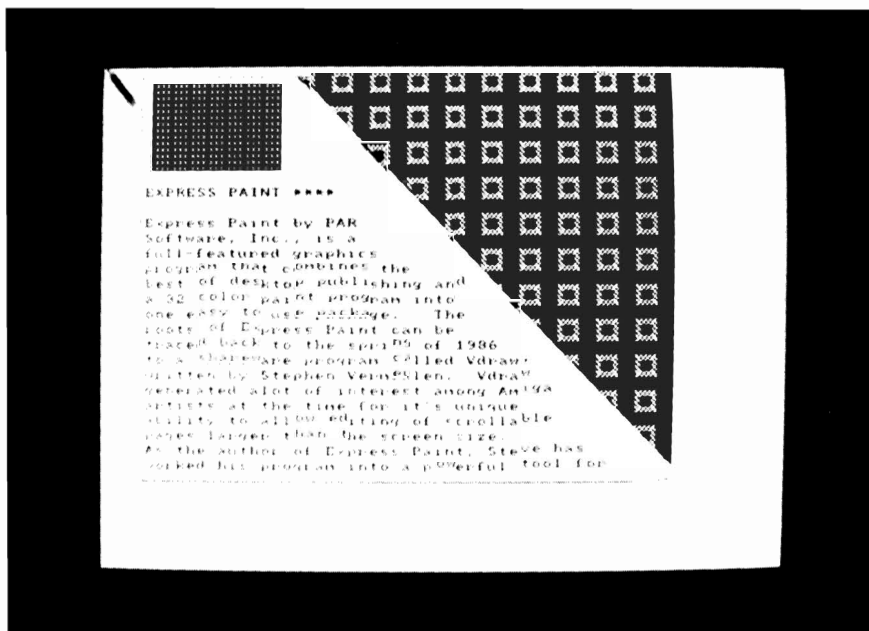 EXPRESS PAINT
Express Paint by PAR
Software, Inc., is a
full-featured graphics
program that combines the
best of desktop publishing and
a 32 color paint program into
one easy to use package. The
roots of Express Paint can be
traced back to the spring of 1986
to a shareware program called Vdraw,
written by Stephen Vermeulen. Vdraw
generated alot of interest among Amiga
artists at the time for it's unique
ability to allow editing of scrollable
pages larger than the screen size.
As the author of Express Paint, Steve has
worked his program into a powerful tool for